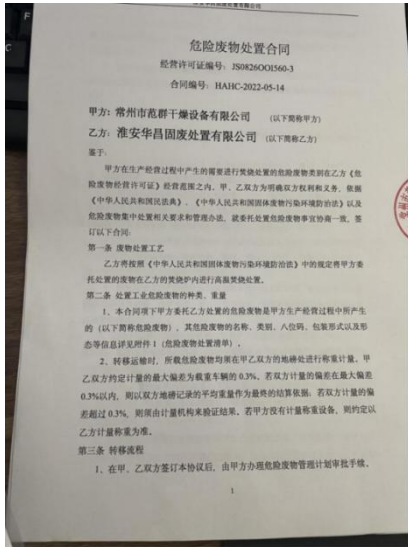 危险废物处置合同
经营许可证编号：JS0826OOI560-3
合同编号：HAHC-2022-05-14
甲方：常州市范群干燥设备有限公司 （以下简称甲方）
乙方：淮安华昌固废处置有限公司 （以下简称乙方）
鉴于：
甲方在生产经营过程中产生的需要进行焚烧处置的危险废物类别在乙方《危
险废物经营许可证》经营范围之内。甲、乙双方为明确双方权利和义务，依据
《中华人民共和国民法典》、《中华人民共和国固体废物污染环境防治法》以及
危险废物集中处置相关要求和管理办法，就委托处置危险废物事宜协商一致，签
订以下合同：
第一条 废物处置工艺
乙方将按照《中华人民共和国固体废物污染环境防治法》中的规定将甲方委
托处置的废物在乙方的焚烧炉内进行高温焚烧处置。
第二条 处置工业危险废物的种类、重量
1、本合同项下甲方委托乙方处置的危险废物是甲方生产经营过程中所产生
的（以下简称危险废物），其危险废物的名称、类别、八位码、包装形式以及形
态等信息详见附件 1（危险废物处置清单）。
2、转移运输时，所载危险废物均须在甲乙双方的地磅处进行称重计量。甲
乙双方约定计量的最大偏差为载重车辆的 0.3%。若双方计量的偏差在最大偏差
0.3%以内，则以双方地磅记录的平均重量作为最终的结算依据；若双方计量的偏
差超过 0.3%，则须由计量机构来验证结果。若甲方没有计量称重设备，则约定以
乙方计量称重为准。
第三条 转移流程
1、在甲、乙双方签订本协议后，由甲方办理危险废物管理计划审批手续。
1